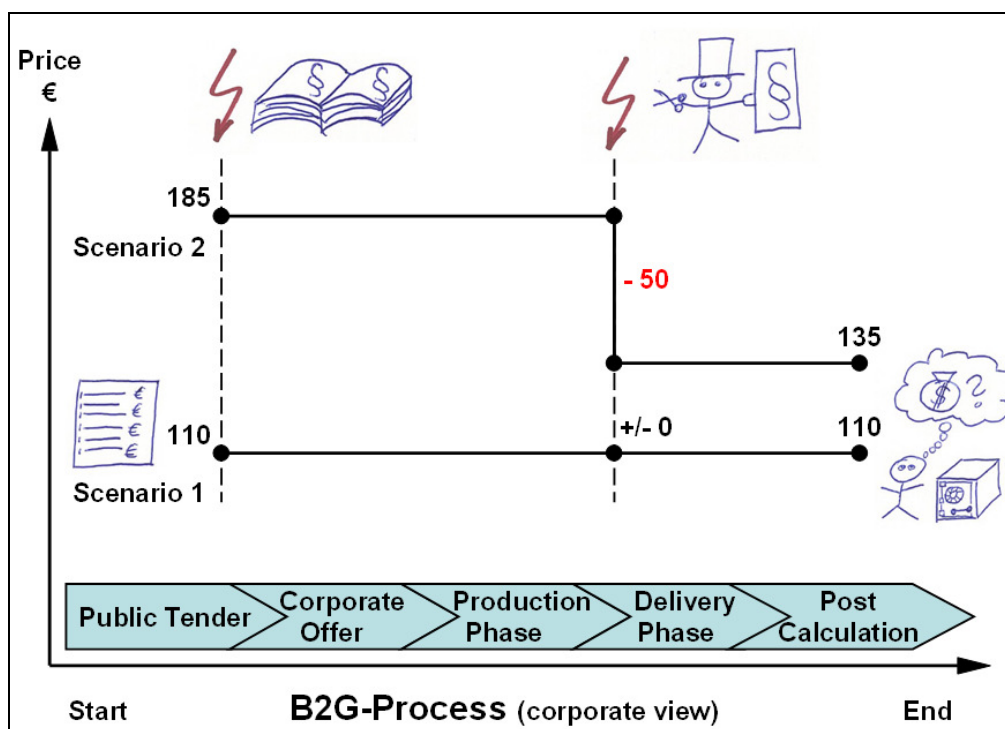 Price
€
§ §
§
§
185
Scenario 2
- 50
135
€
€
€
€
€
110
+/- 0
110
$ ?
Scenario 1
Public Tender
Corporate
Offer
Production
Phase
Delivery
Phase
Post
Calculation
Start
B2G-Process (corporate view)
End